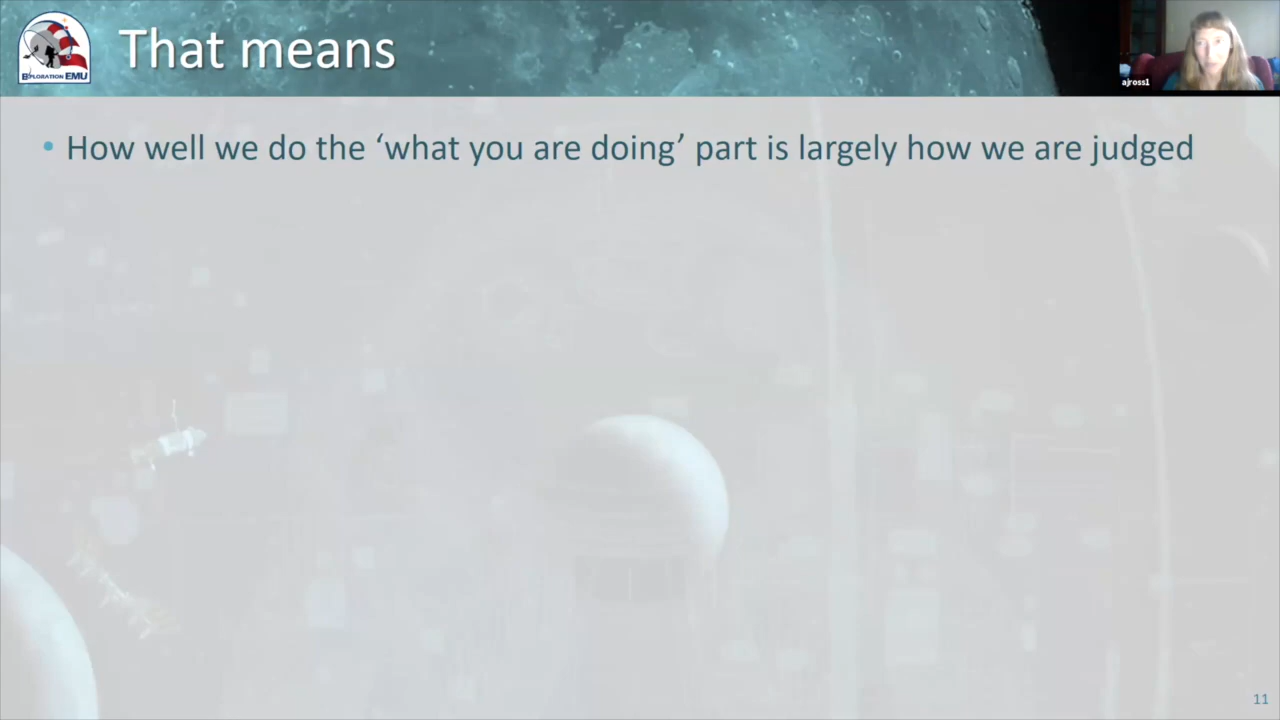 That means
EXPLORATION EMU
ajross1
• How well we do the ‘what you are doing’ part is largely how we are judged
11